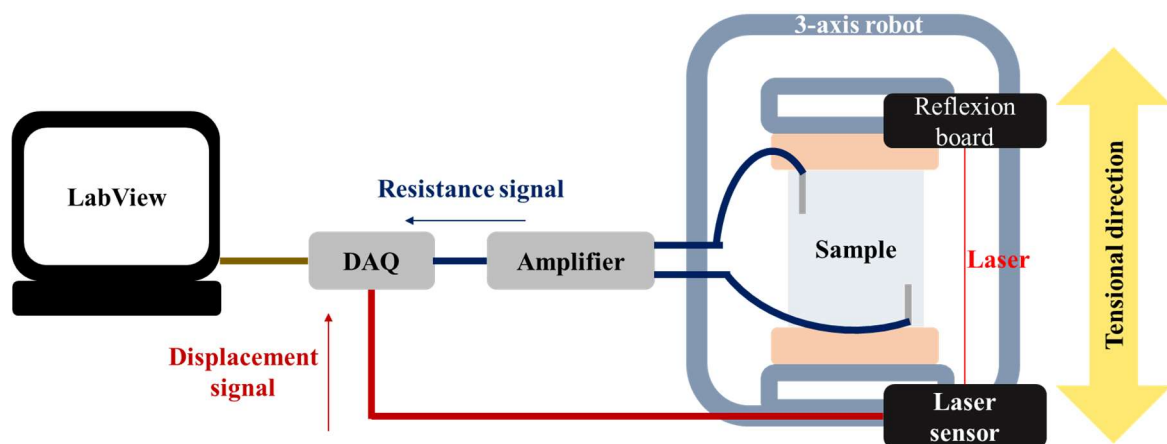 3-axis robot
Reflexion
board
LabView
Resistance signal
DAQ
Amplifier
Sample
Laser
Tensional direction
Displacement
signal
Laser
sensor